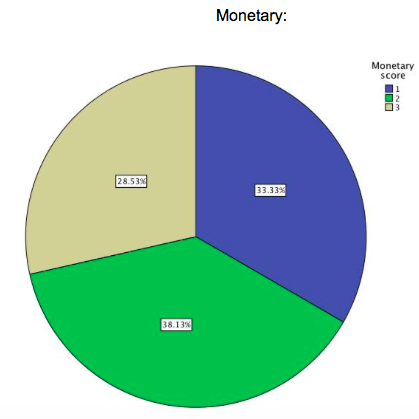 Monetary:
Monetary
score
1
2
3
28.53%
33.33%
38.13%